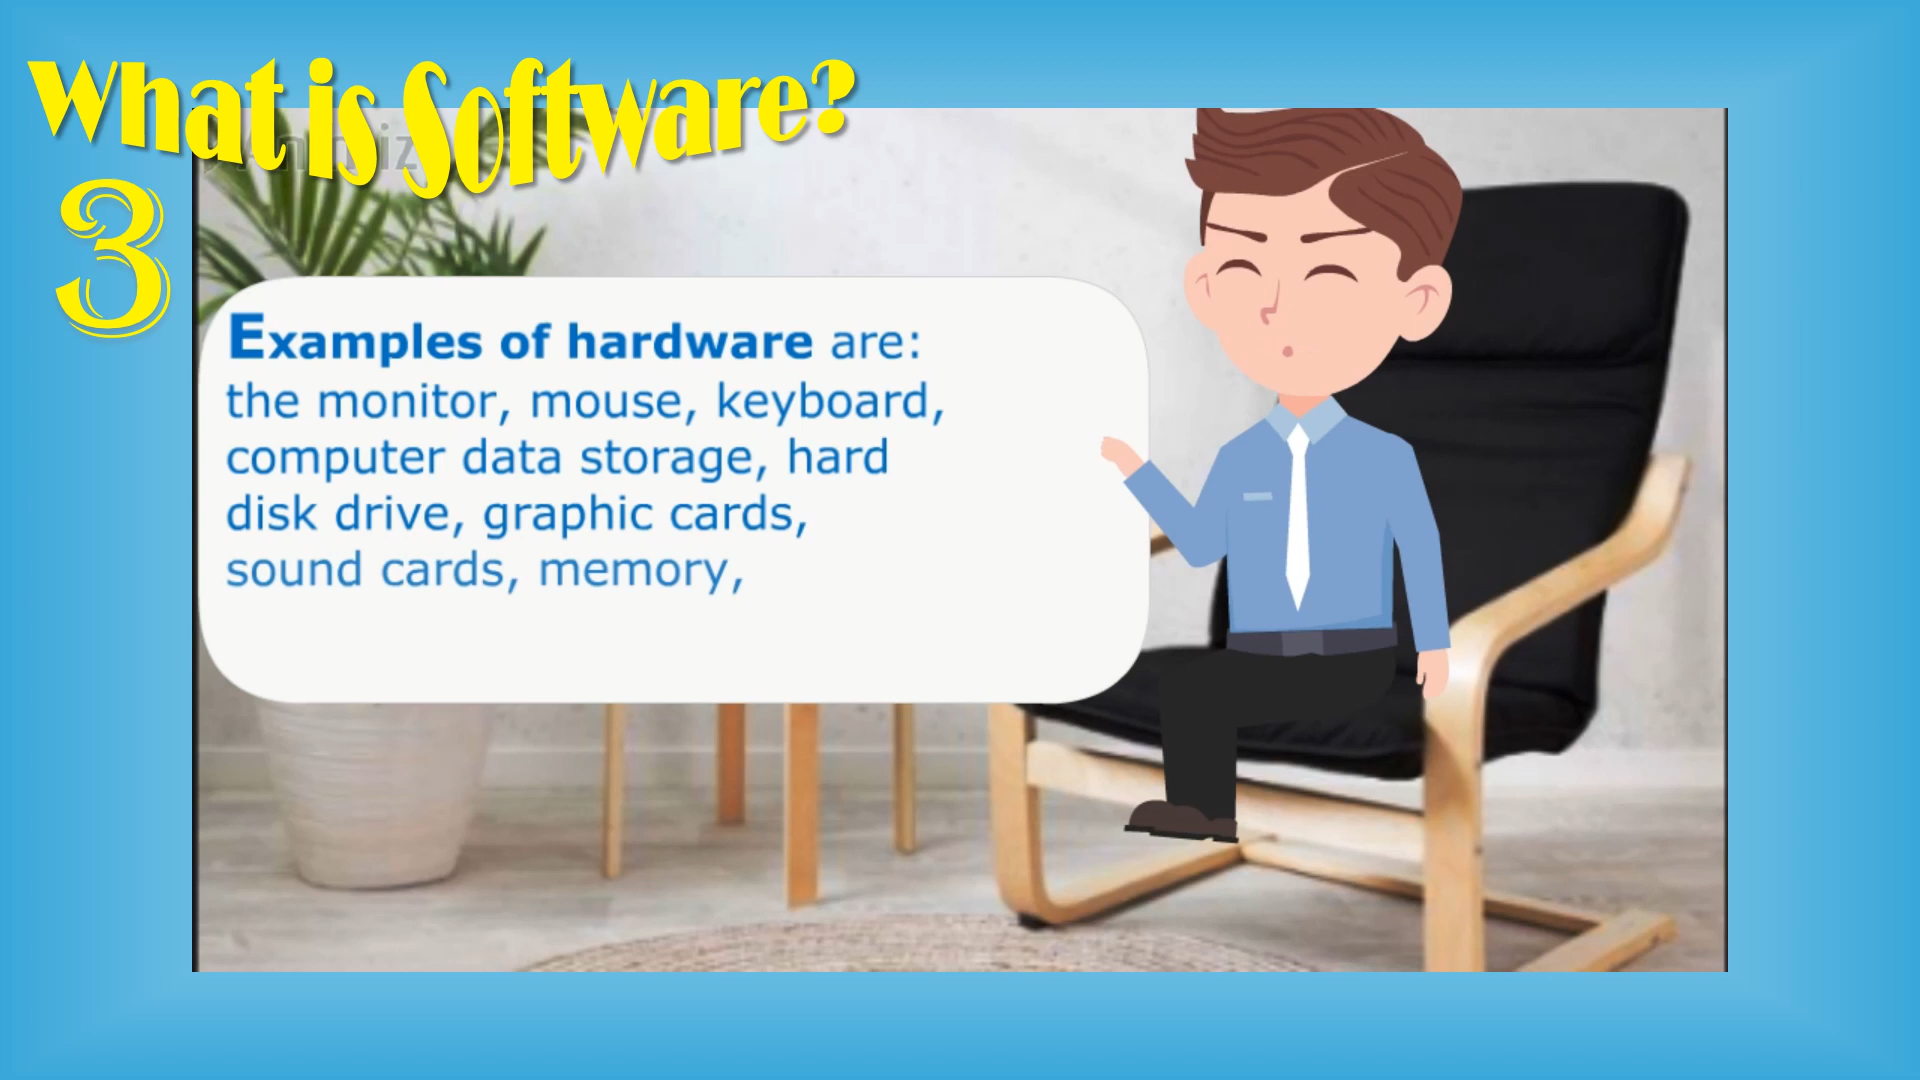 What is Software?
3
Examples of hardware are:
the monitor, mouse, keyboard,
computer data storage, hard
disk drive, graphic cards,
sound cards, memory,